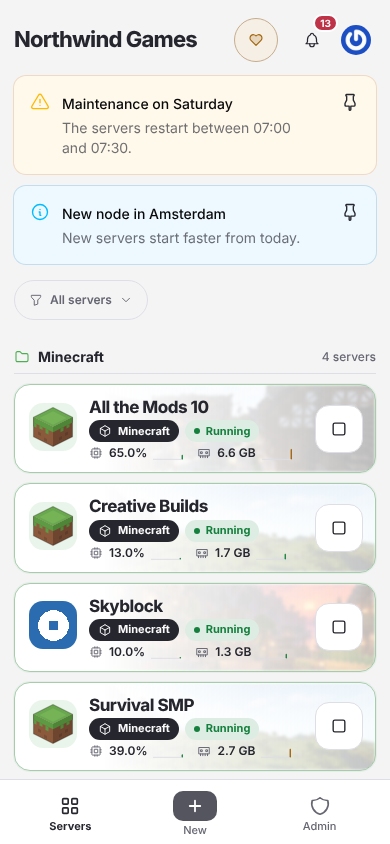 Northwind Games
13
Maintenance on Saturday
The servers restart between 07:00
and 07:30.
New node in Amsterdam
New servers start faster from today.
All servers
Minecraft
4 servers
All the Mods 10
Minecraft
Running
65.0%
6.6 GB
Creative Builds
Minecraft
Running
13.0%
1.7 GB
Skyblock
Minecraft
Running
10.0%
1.3 GB
Survival SMP
Minecraft
Running
39.0%
2.7 GB
Servers
New
Admin